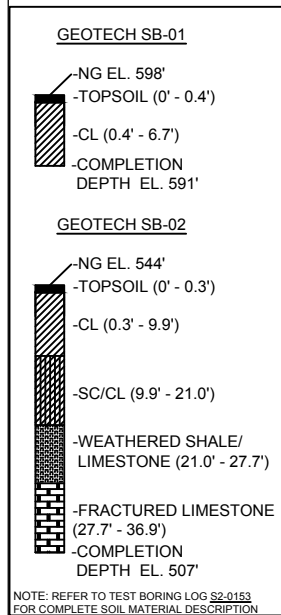 GEOTECH SB-01
-NG EL. 598'
-TOPSOIL (0' - 0.4')
-CL (0.4' - 6.7')
-COMPLETION
DEPTH EL. 591'
GEOTECH SB-02
-NG EL. 544'
-TOPSOIL (0' - 0.3')
-CL (0.3' - 9.9')
-SC/CL (9.9' - 21.0')
-WEATHERED SHALE/
LIMESTONE (21.0' - 27.7')
-FRACTURED LIMESTONE
(27.7' - 36.9')
-COMPLETION
DEPTH EL. 507'
NOTE: REFER TO TEST BORING LOG S2-0153
FOR COMPLETE SOIL MATERIAL DESCRIPTION